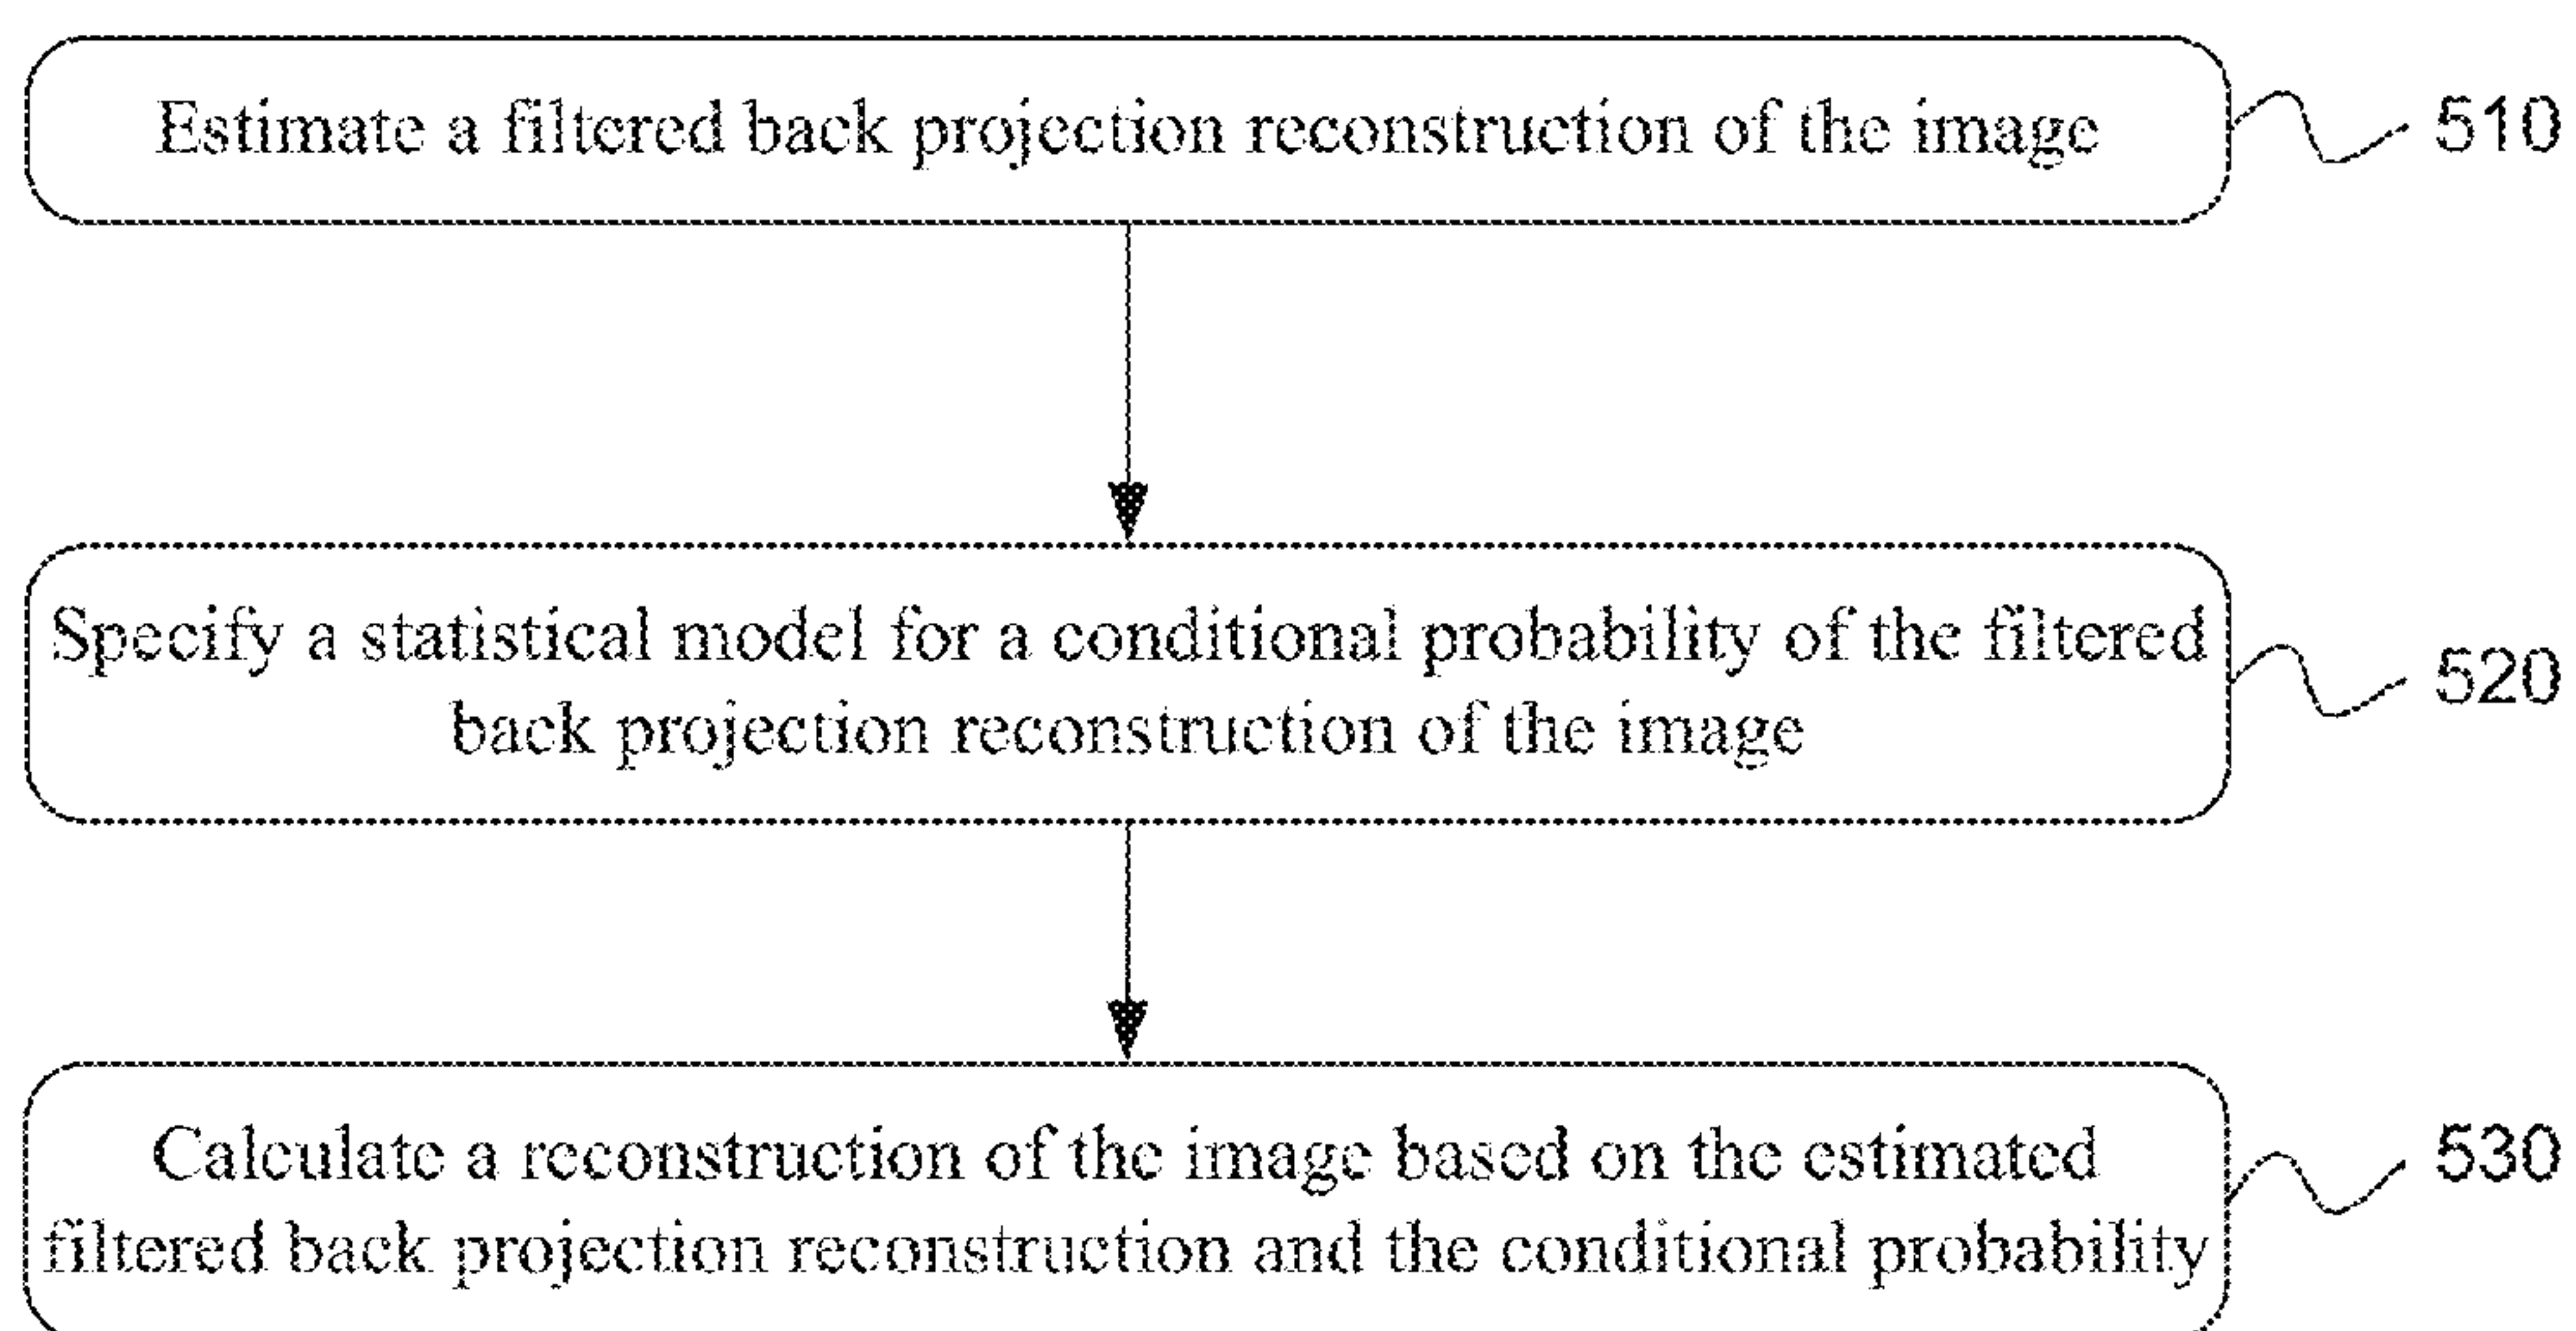 Estimate a filtered back projection reconstruction of the image
510
Specify a statistical model for a conditional probability of the filtered
back projection reconstruction of the image
520
Calculate a reconstruction of the image based on the estimated
filtered back projection reconstruction and the conditional probability
530